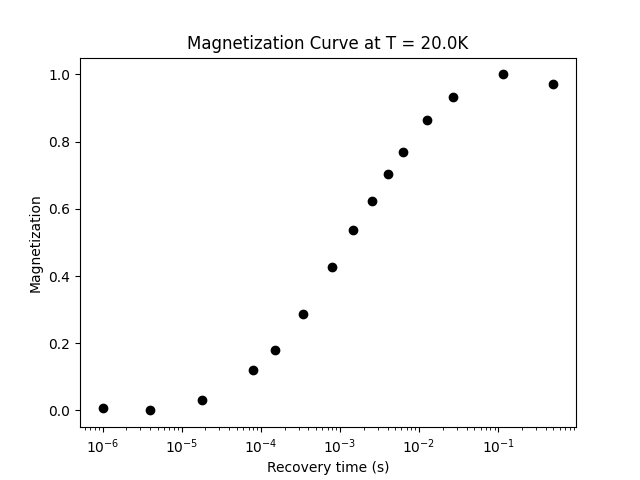 Magnetization Curve at T = 20.0K
1.0
0.8
0.6
0.4
0.2
0.0
Magnetization
10⁻⁶ 10⁻⁵ 10⁻⁴ 10⁻³ 10⁻² 10⁻¹
Recovery time (s)